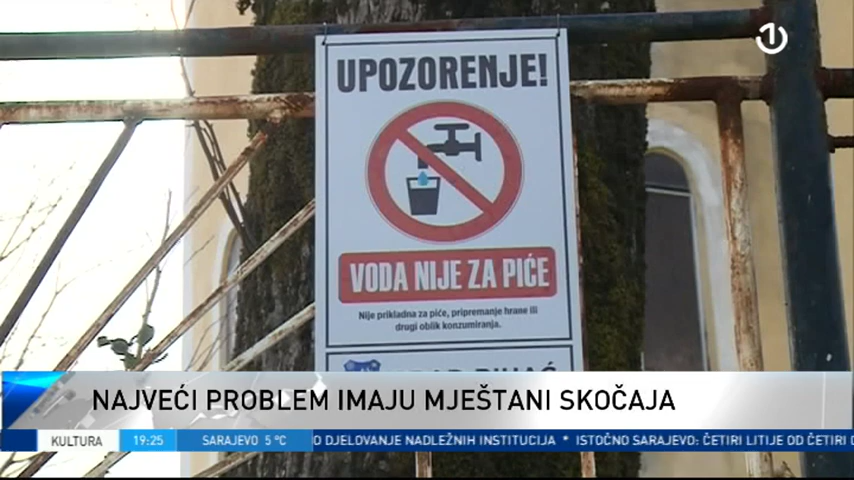 UPOZORENJE!
VODA NIJE ZA PIĆE
Nije prikladna za piće, pripremanje hrane ili
drugi oblik konzumiranja.
NAJVEĆI PROBLEM IMAJU MJEŠTANI SKOČAJA
KULTURA 19:25 SARAJEVO 5 °C O DJELOVANJE NADLEŽNIH INSTITUCIJA * ISTOČNO SARAJEVO: ČETIRI LITIJE OD ČETIRI